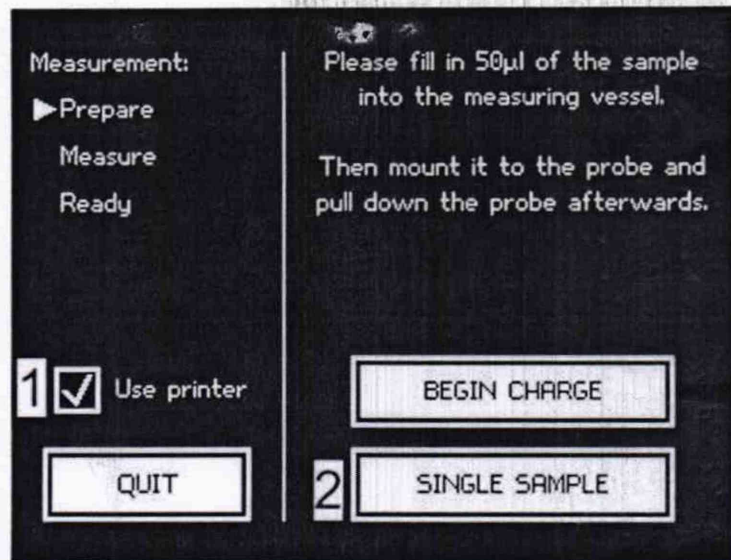 Measurement:
Prepare
Measure
Ready
Please fill in 50µl of the sample
into the measuring vessel.
Then mount it to the probe and
pull down the probe afterwards.
1
Use printer
QUIT
BEGIN CHARGE
2
SINGLE SAMPLE